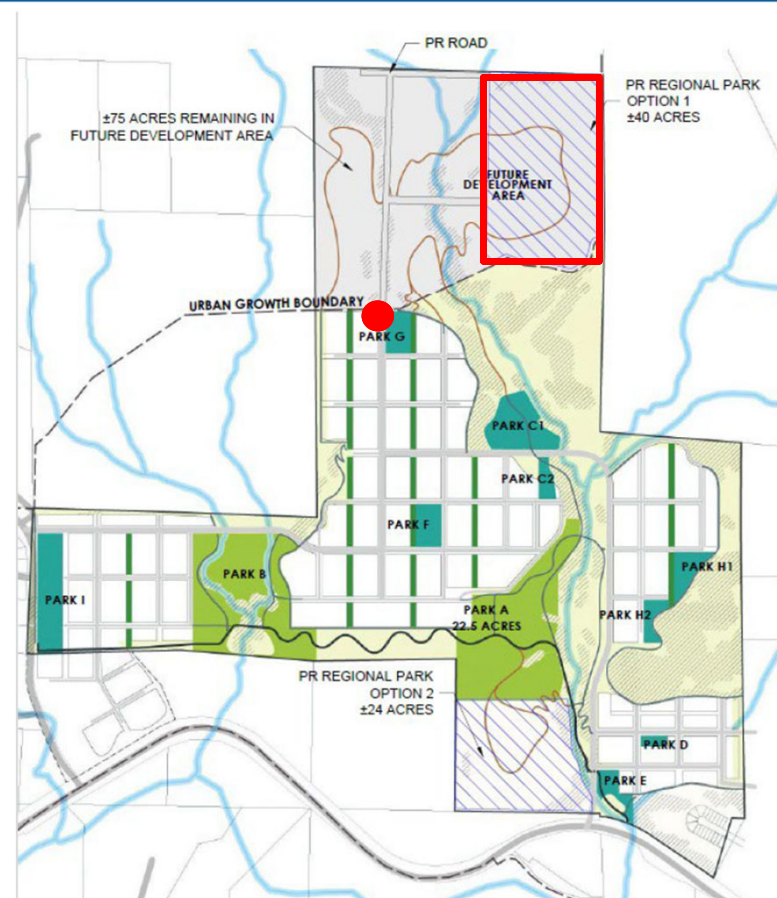 PR ROAD
PR REGIONAL PARK
OPTION 1
±40 ACRES
±75 ACRES REMAINING IN
FUTURE DEVELOPMENT AREA
FUTURE
DEVELOPMENT
AREA
URBAN GROWTH BOUNDARY
PARK G
PARK C1
PARK C2
PARK F
PARK H1
PARK B
PARK I
PARK A
22.5 ACRES
PARK H2
PR REGIONAL PARK
OPTION 2
±24 ACRES
PARK D
PARK E